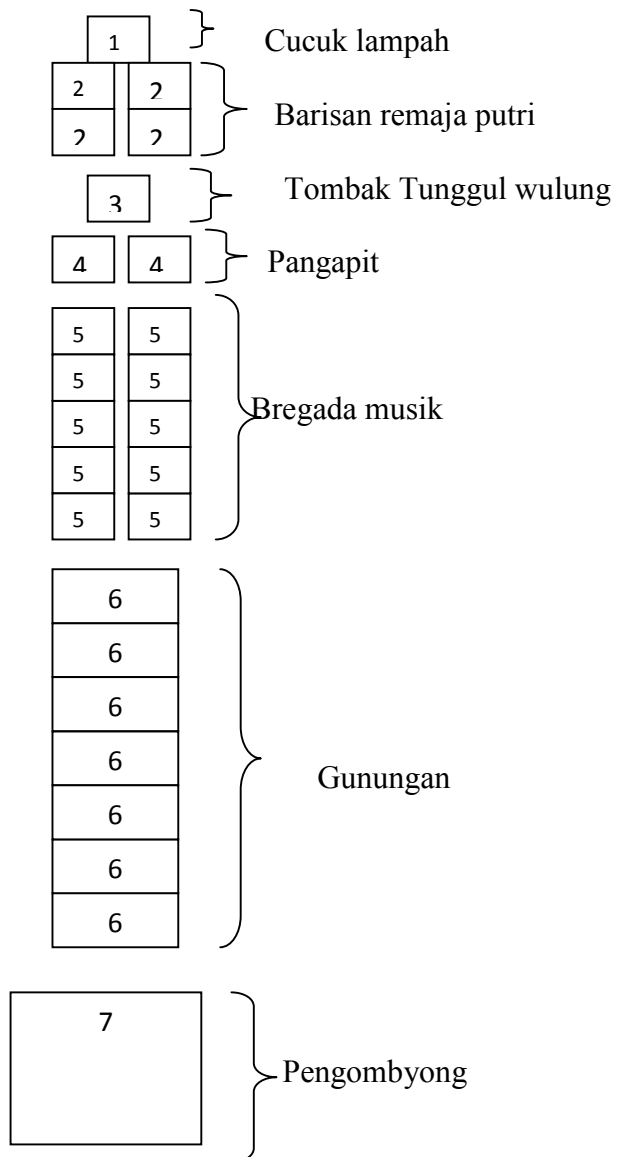 1 Cucuk lampah
2 2 Barisan remaja putri
2 2
3 Tombak Tunggul wulung
4 4 Pangapit
5 5
5 5
5 5 Bregada musik
5 5
5 5
6
6
6
6 Gunungan
6
6
6
7
Pengombyong